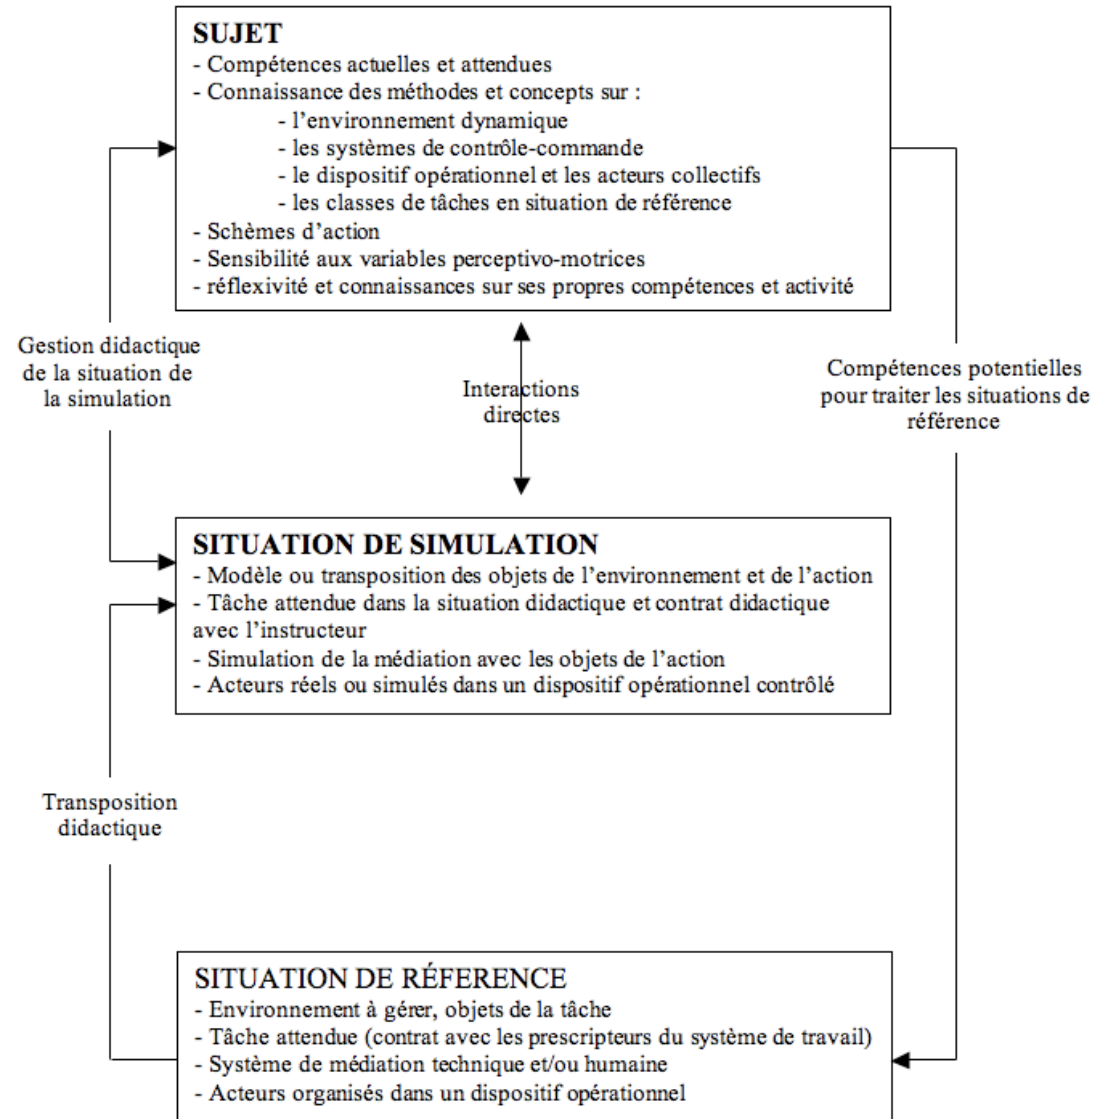 SUJET
- Compétences actuelles et attendues
- Connaissance des méthodes et concepts sur :
- l'environnement dynamique
- les systèmes de contrôle-commande
- le dispositif opérationnel et les acteurs collectifs
- les classes de tâches en situation de référence
- Schèmes d'action
- Sensibilité aux variables perceptivo-motrices
- réflexivité et connaissances sur ses propres compétences et activité
Gestion didactique
de la situation de
la simulation
Interactions
directes
Compétences potentielles
pour traiter les situations de
référence
SITUATION DE SIMULATION
- Modèle ou transposition des objets de l'environnement et de l'action
- Tâche attendue dans la situation didactique et contrat didactique
avec l'instructeur
- Simulation de la médiation avec les objets de l'action
- Acteurs réels ou simulés dans un dispositif opérationnel contrôlé
Transposition
didactique
SITUATION DE RÉFERENCE
- Environnement à gérer, objets de la tâche
- Tâche attendue (contrat avec les prescripteurs du système de travail)
- Système de médiation technique et/ou humaine
- Acteurs organisés dans un dispositif opérationnel